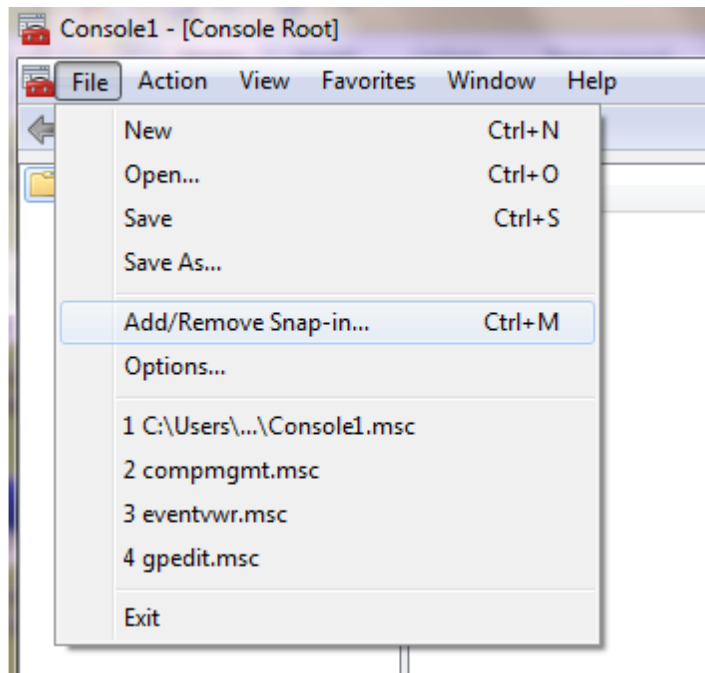 Console1 - [Console Root]
File Action View Favorites Window Help
New Ctrl+N
Open... Ctrl+O
Save Ctrl+S
Save As...
Add/Remove Snap-in... Ctrl+M
Options...
1 C:\Users\...\Console1.msc
2 compmgmt.msc
3 eventvwr.msc
4 gpedit.msc
Exit